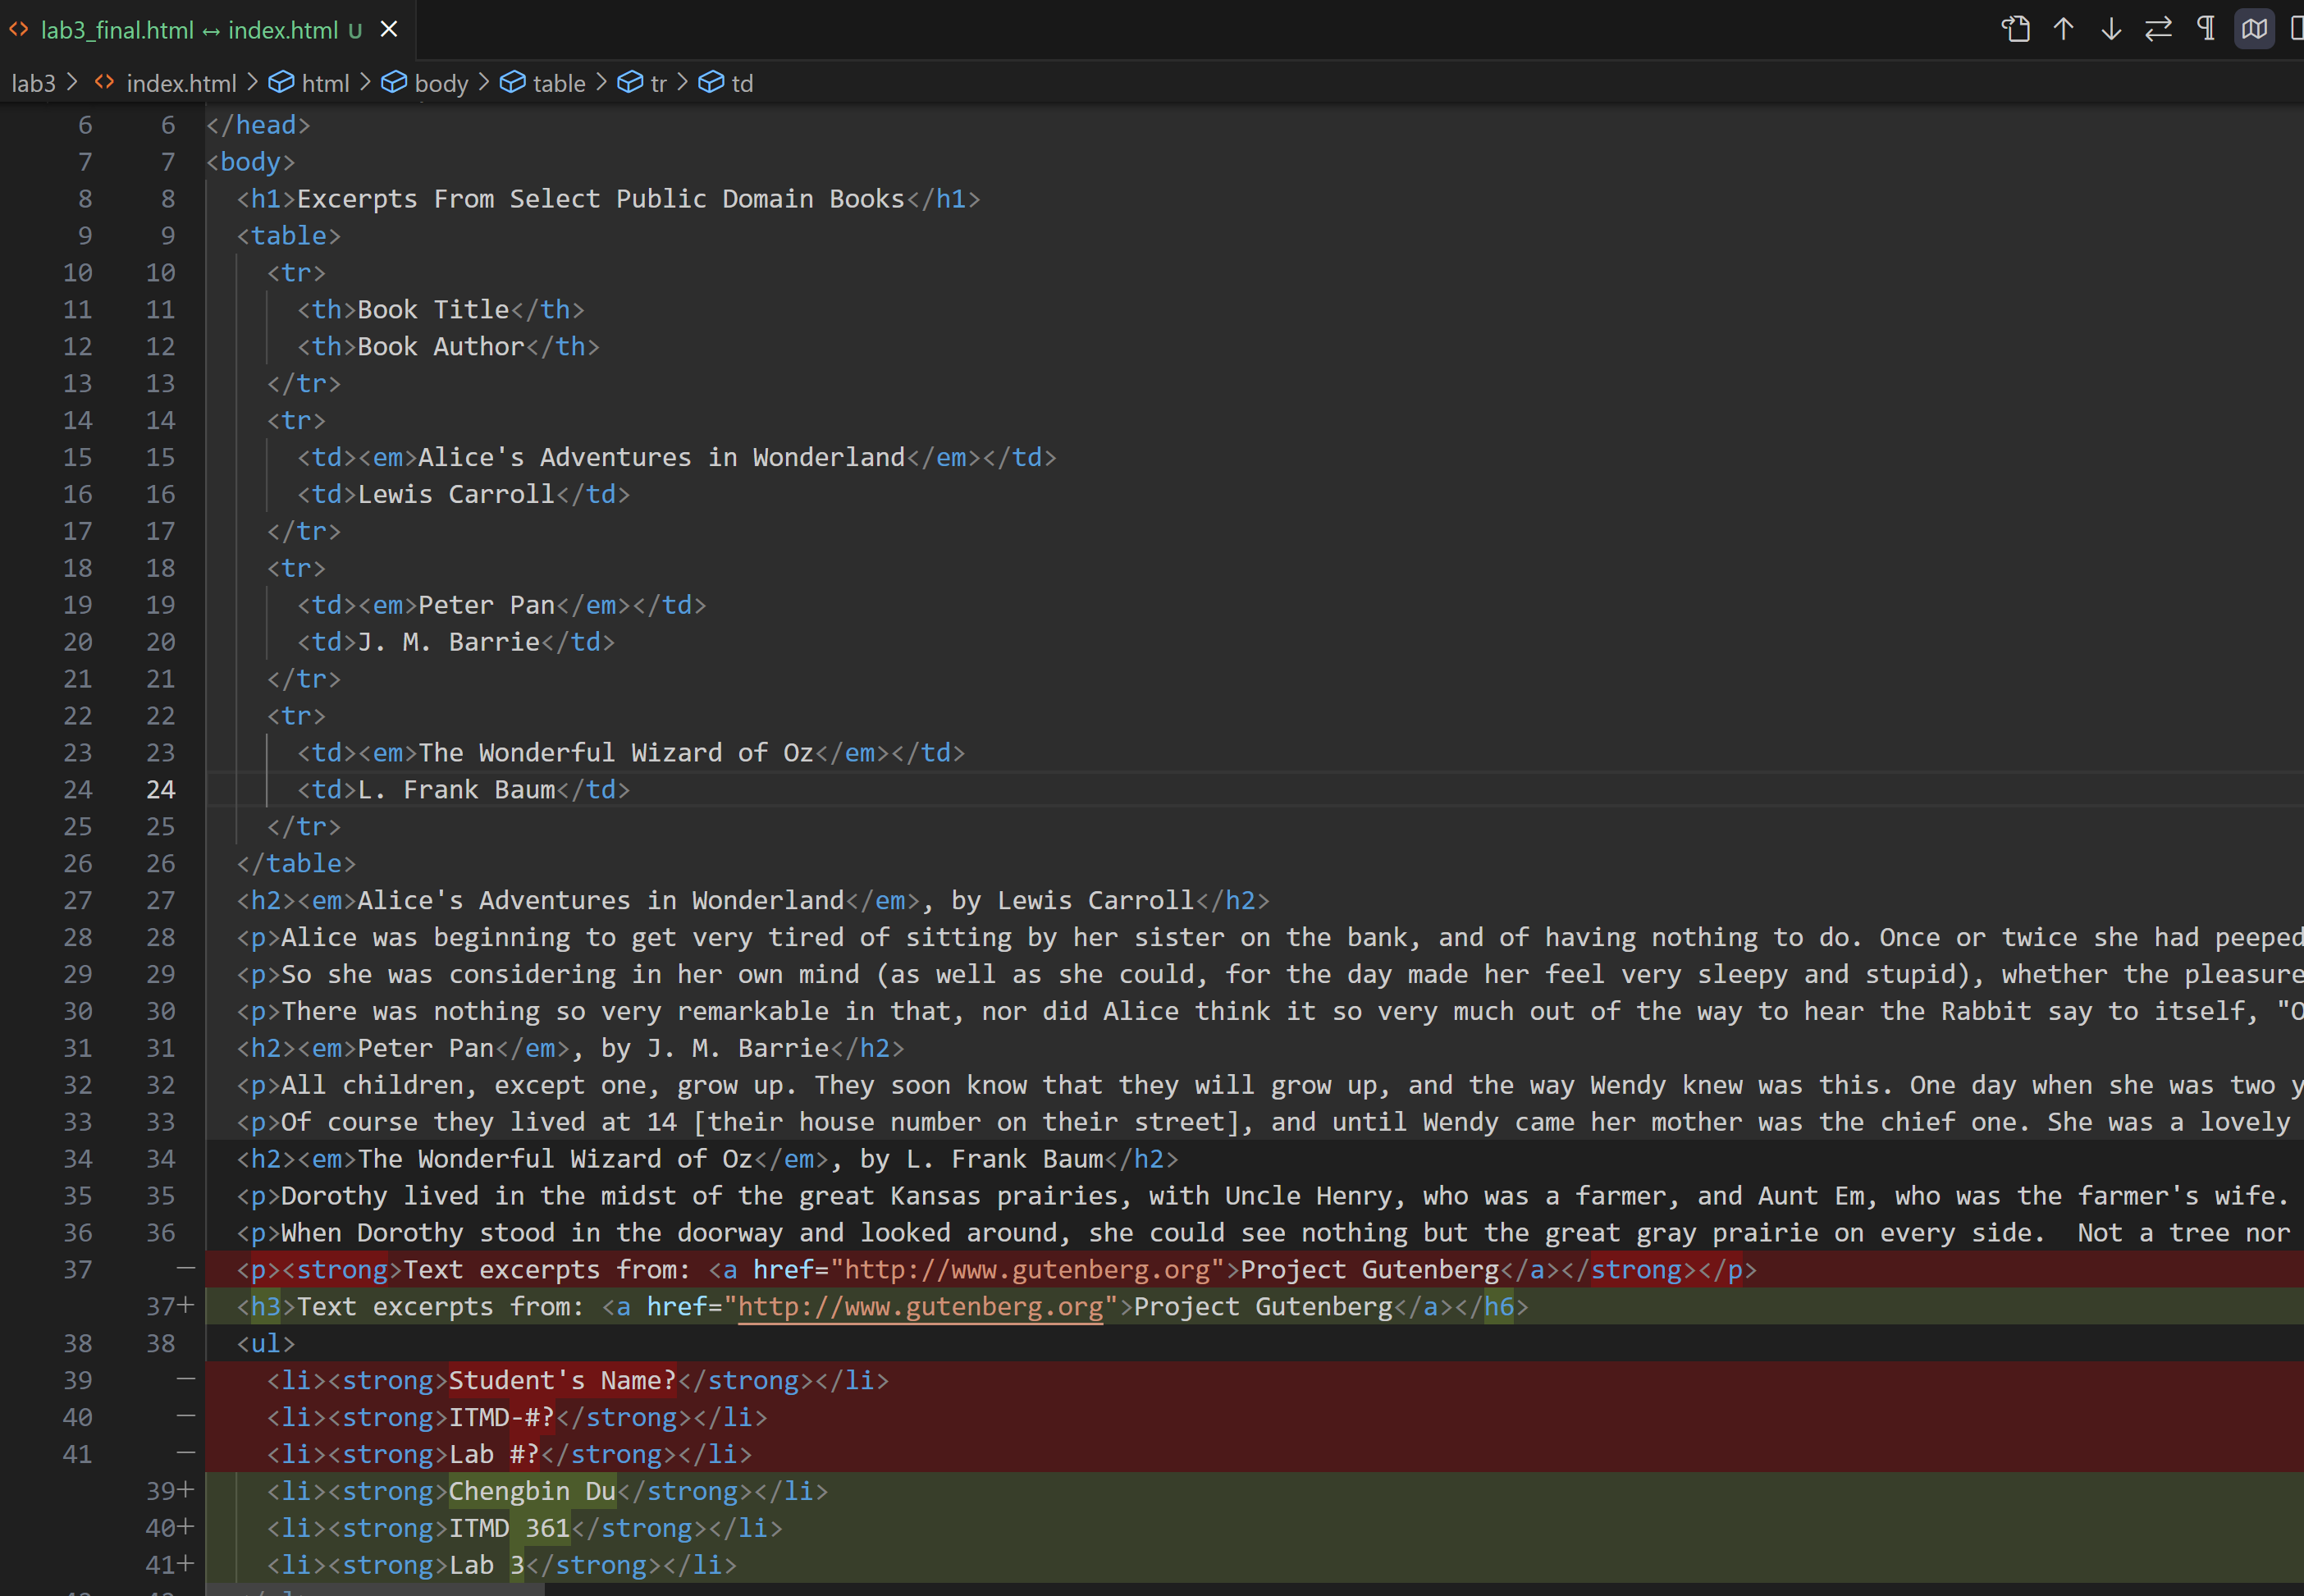 lab3_final.html ↔ index.html U
lab3 > index.html > html > body > table > tr > td
6 6 </head>
7 7 <body>
8 8 <h1>Excerpts From Select Public Domain Books</h1>
9 9 <table>
10 10 <tr>
11 11 <th>Book Title</th>
12 12 <th>Book Author</th>
13 13 </tr>
14 14 <tr>
15 15 <td><em>Alice's Adventures in Wonderland</em></td>
16 16 <td>Lewis Carroll</td>
17 17 </tr>
18 18 <tr>
19 19 <td><em>Peter Pan</em></td>
20 20 <td>J. M. Barrie</td>
21 21 </tr>
22 22 <tr>
23 23 <td><em>The Wonderful Wizard of Oz</em></td>
24 24 <td>L. Frank Baum</td>
25 25 </tr>
26 26 </table>
27 27 <h2><em>Alice's Adventures in Wonderland</em>, by Lewis Carroll</h2>
28 28 <p>Alice was beginning to get very tired of sitting by her sister on the bank, and of having nothing to do. Once or twice she had peeped
29 29 <p>So she was considering in her own mind (as well as she could, for the day made her feel very sleepy and stupid), whether the pleasure
30 30 <p>There was nothing so very remarkable in that, nor did Alice think it so very much out of the way to hear the Rabbit say to itself, "O
31 31 <h2><em>Peter Pan</em>, by J. M. Barrie</h2>
32 32 <p>All children, except one, grow up. They soon know that they will grow up, and the way Wendy knew was this. One day when she was two y
33 33 <p>Of course they lived at 14 [their house number on their street], and until Wendy came her mother was the chief one. She was a lovely
34 34 <h2><em>The Wonderful Wizard of Oz</em>, by L. Frank Baum</h2>
35 35 <p>Dorothy lived in the midst of the great Kansas prairies, with Uncle Henry, who was a farmer, and Aunt Em, who was the farmer's wife.
36 36 <p>When Dorothy stood in the doorway and looked around, she could see nothing but the great gray prairie on every side.  Not a tree nor
37 — <p><strong>Text excerpts from: <a href="http://www.gutenberg.org">Project Gutenberg</a></strong></p>
37+ <h3>Text excerpts from: <a href="http://www.gutenberg.org">Project Gutenberg</a></h6>
38 38 <ul>
39 — <li><strong>Student's Name?</strong></li>
40 — <li><strong>ITMD-#?</strong></li>
41 — <li><strong>Lab #?</strong></li>
39+ <li><strong>Chengbin Du</strong></li>
40+ <li><strong>ITMD 361</strong></li>
41+ <li><strong>Lab 3</strong></li>